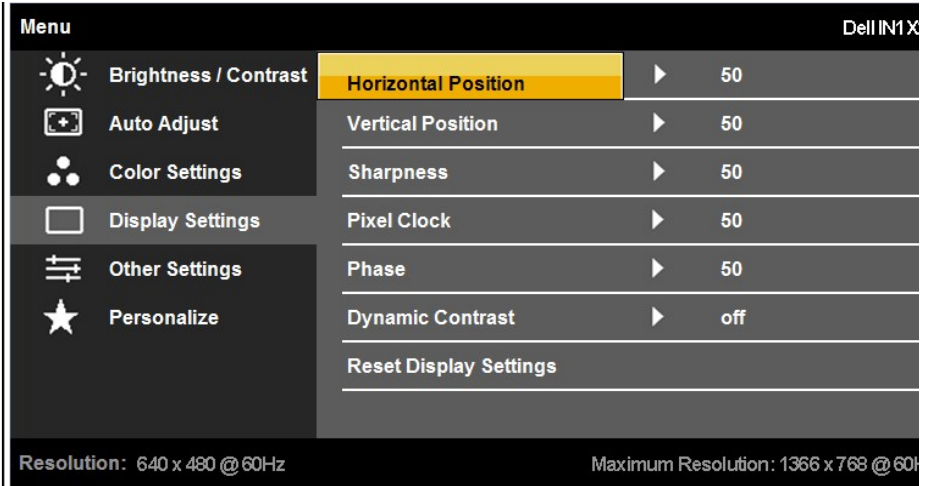 Menu Dell IN1X
Brightness / Contrast Horizontal Position 50
Auto Adjust Vertical Position 50
Color Settings Sharpness 50
Display Settings Pixel Clock 50
Other Settings Phase 50
Personalize Dynamic Contrast off
Reset Display Settings
Resolution: 640 x 480 @ 60Hz Maximum Resolution: 1366 x 768 @ 60H